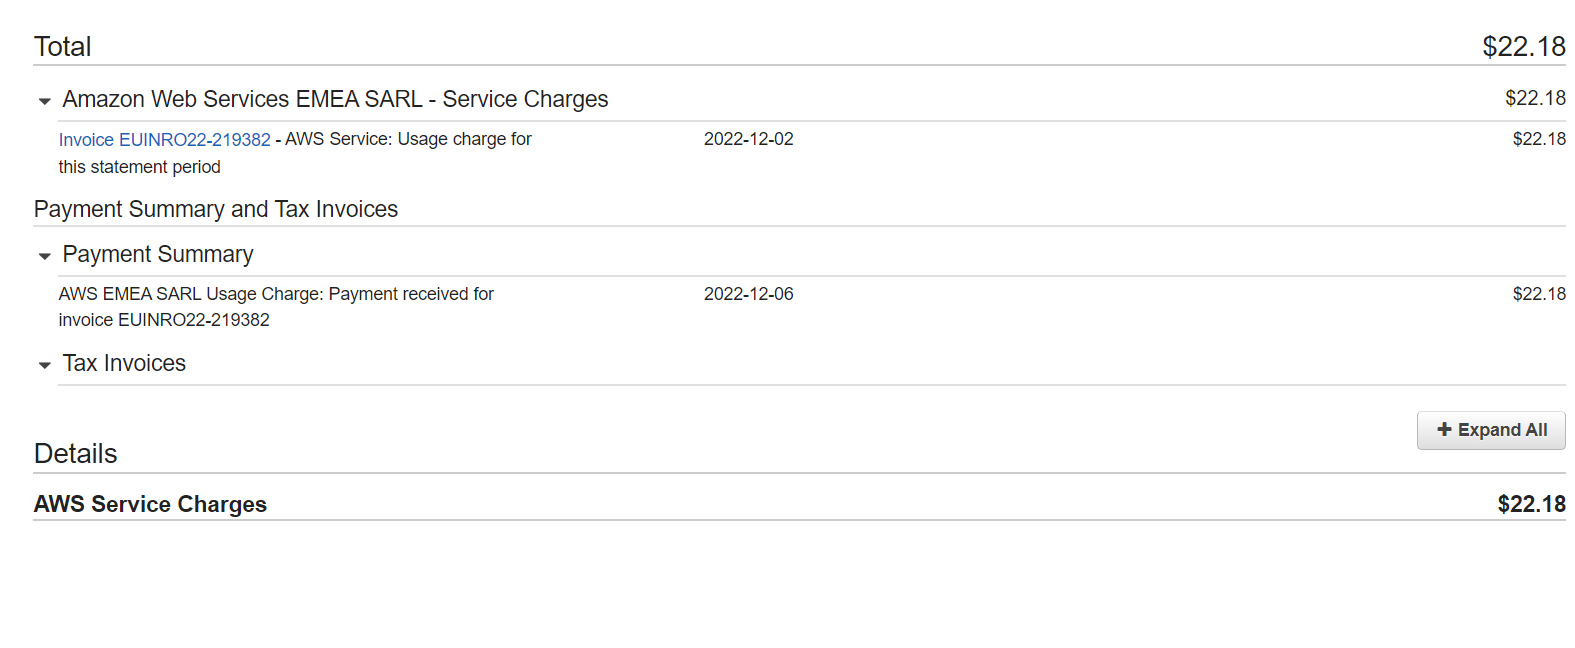 Total $22.18
Amazon Web Services EMEA SARL - Service Charges $22.18
Invoice EUINRO22-219382 - AWS Service: Usage charge for 2022-12-02 $22.18
this statement period
Payment Summary and Tax Invoices
Payment Summary
AWS EMEA SARL Usage Charge: Payment received for 2022-12-06 $22.18
invoice EUINRO22-219382
Tax Invoices
Expand All
Details
AWS Service Charges $22.18